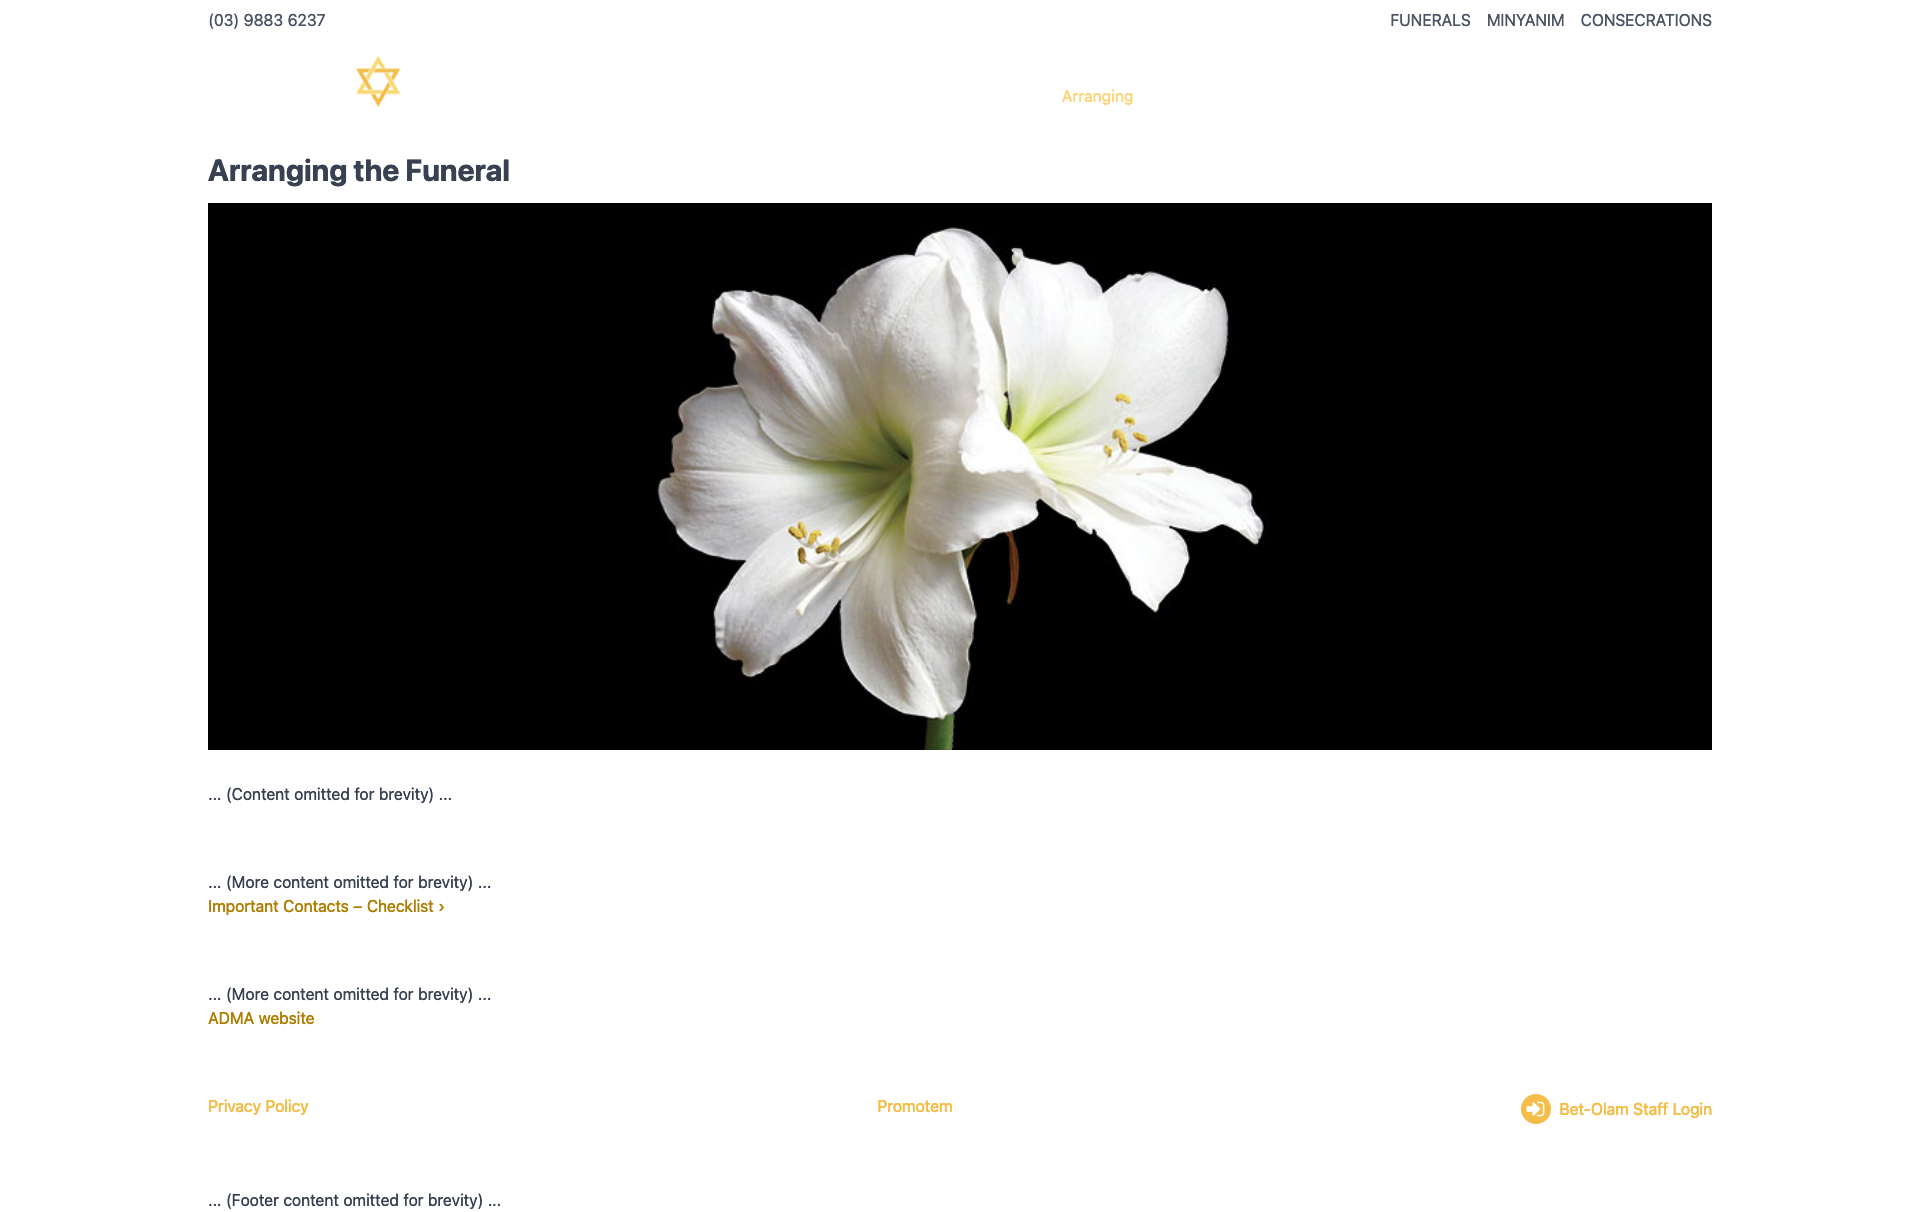 (03) 9883 6237
FUNERALS MINYANIM CONSECRATIONS
Arranging
Arranging the Funeral
... (Content omitted for brevity) ...
... (More content omitted for brevity) ...
Important Contacts – Checklist ›
... (More content omitted for brevity) ...
ADMA website
Privacy Policy
Promotem
Bet-Olam Staff Login
... (Footer content omitted for brevity) ...